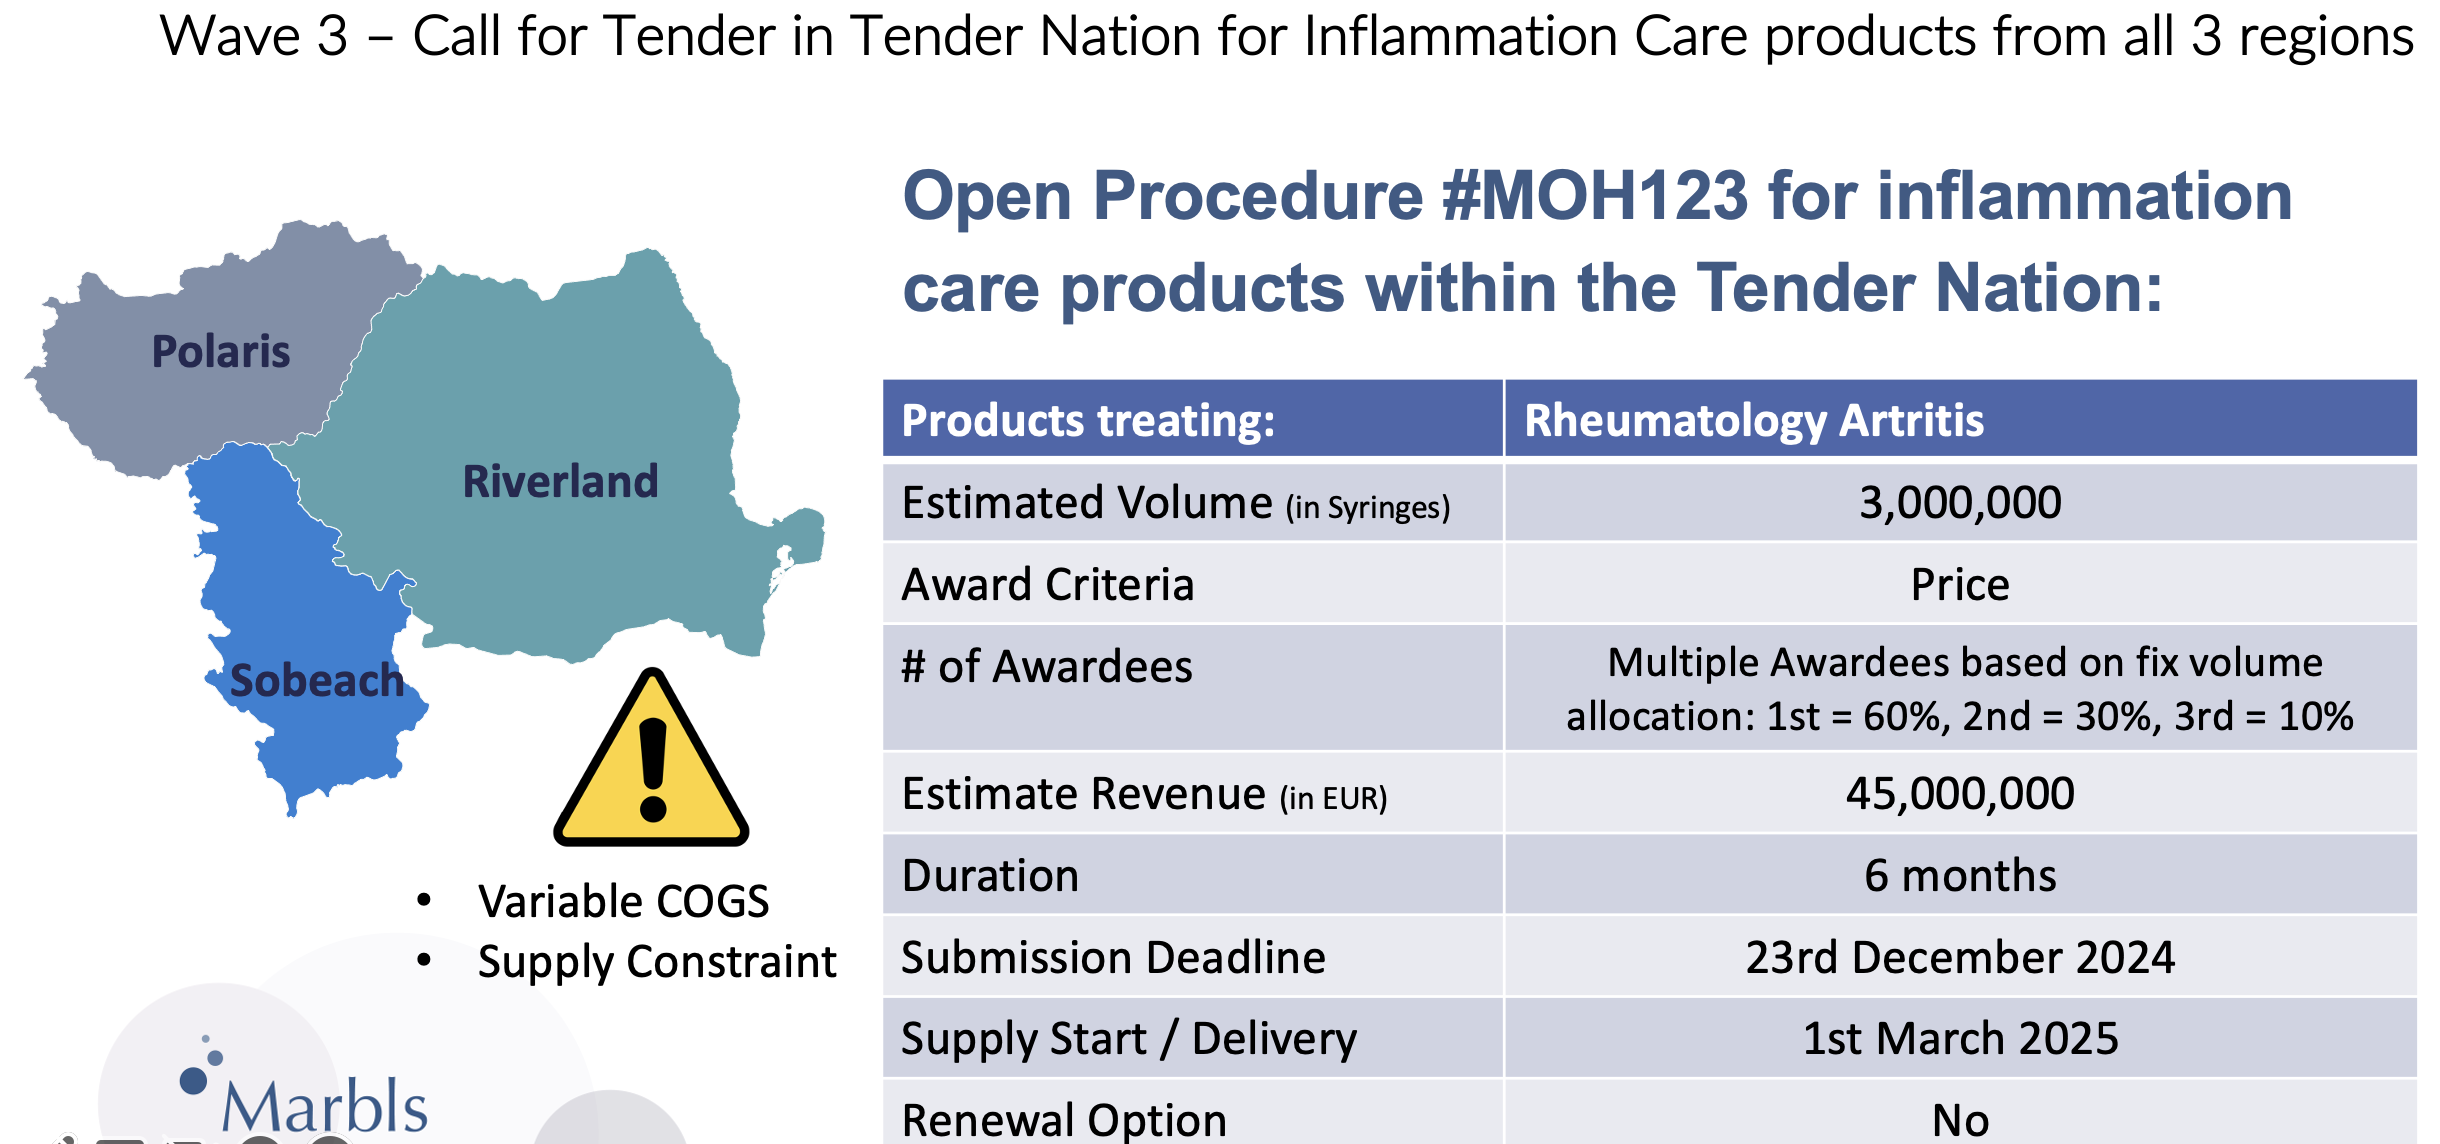 Wave 3 – Call for Tender in Tender Nation for Inflammation Care products from all 3 regions
Open Procedure #MOH123 for inflammation
care products within the Tender Nation:
Polaris
Riverland
Sobeach
• Variable COGS
• Supply Constraint
Marbls
Products treating: Rheumatology Artritis
Estimated Volume (in Syringes) 3,000,000
Award Criteria Price
# of Awardees Multiple Awardees based on fix volume
allocation: 1st = 60%, 2nd = 30%, 3rd = 10%
Estimate Revenue (in EUR) 45,000,000
Duration 6 months
Submission Deadline 23rd December 2024
Supply Start / Delivery 1st March 2025
Renewal Option No